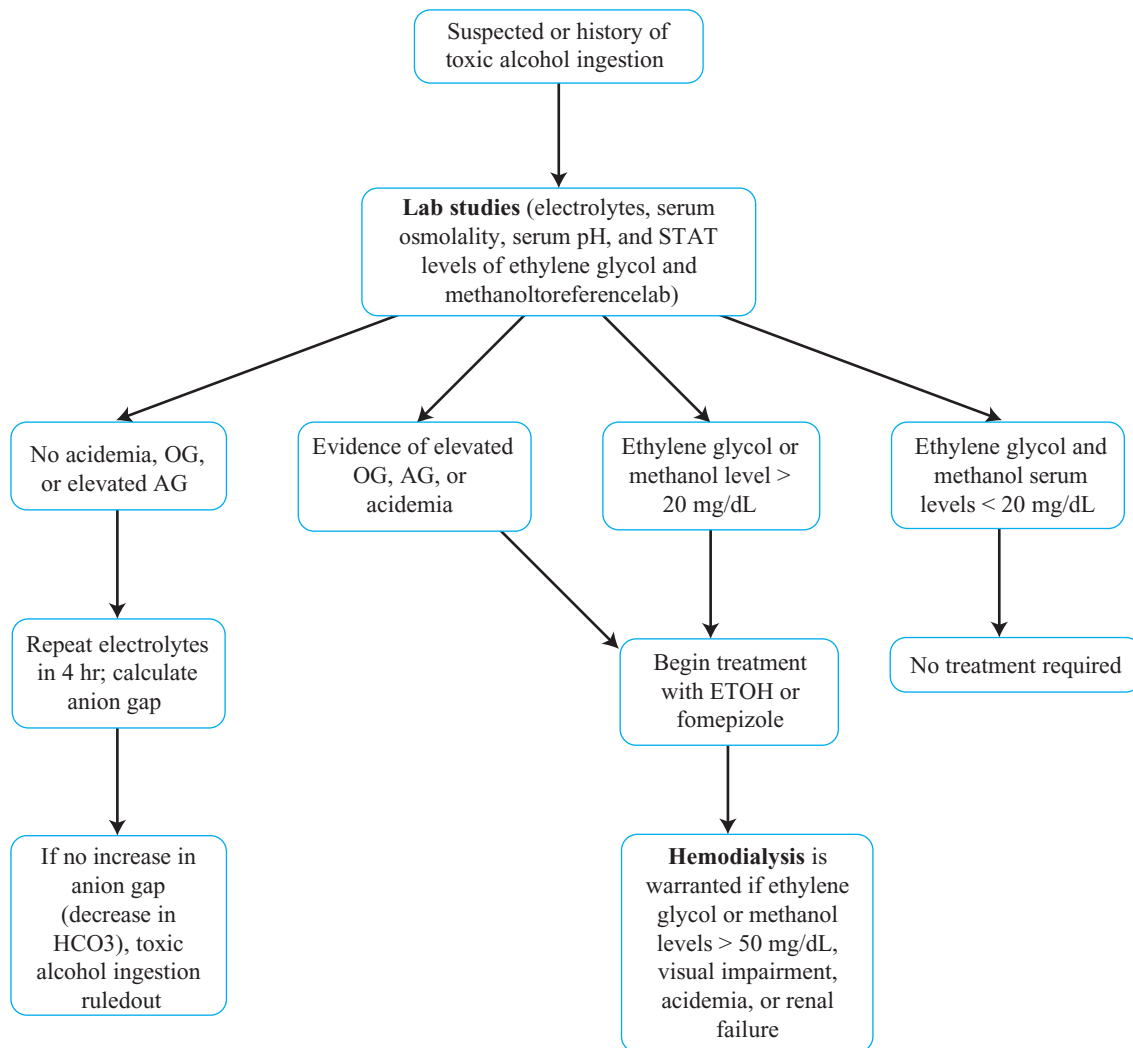 Suspected or history of
toxic alcohol ingestion
Lab studies (electrolytes, serum
osmolality, serum pH, and STAT
levels of ethylene glycol and
methanoltoreferencelab)
No acidemia, OG,
or elevated AG
Evidence of elevated
OG, AG, or
acidemia
Ethylene glycol or
methanol level >
20 mg/dL
Ethylene glycol and
methanol serum
levels < 20 mg/dL
Repeat electrolytes
in 4 hr; calculate
anion gap
Begin treatment
with ETOH or
fomepizole
No treatment required
If no increase in
anion gap
(decrease in
HCO3), toxic
alcohol ingestion
ruledout
Hemodialysis is
warranted if ethylene
glycol or methanol
levels > 50 mg/dL,
visual impairment,
acidemia, or renal
failure